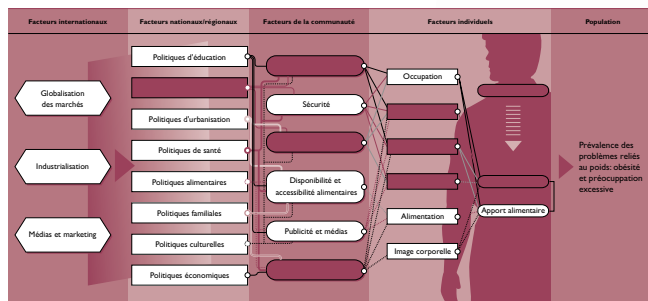 Facteurs internationaux
Facteurs nationaux/régionaux
Facteurs de la communauté
Facteurs individuels
Population
Globalisation
des marchés
Industrialisation
Médias et marketing
Politiques d'éducation
Politiques d'urbanisation
Politiques de santé
Politiques alimentaires
Politiques familiales
Politiques culturelles
Politiques économiques
Sécurité
Disponibilité et
accessibilité alimentaires
Publicité et médias
Occupation
Alimentation
Image corporelle
Apport alimentaire
Prévalence des
problèmes reliés
au poids: obésité
et préoccupation
excessive